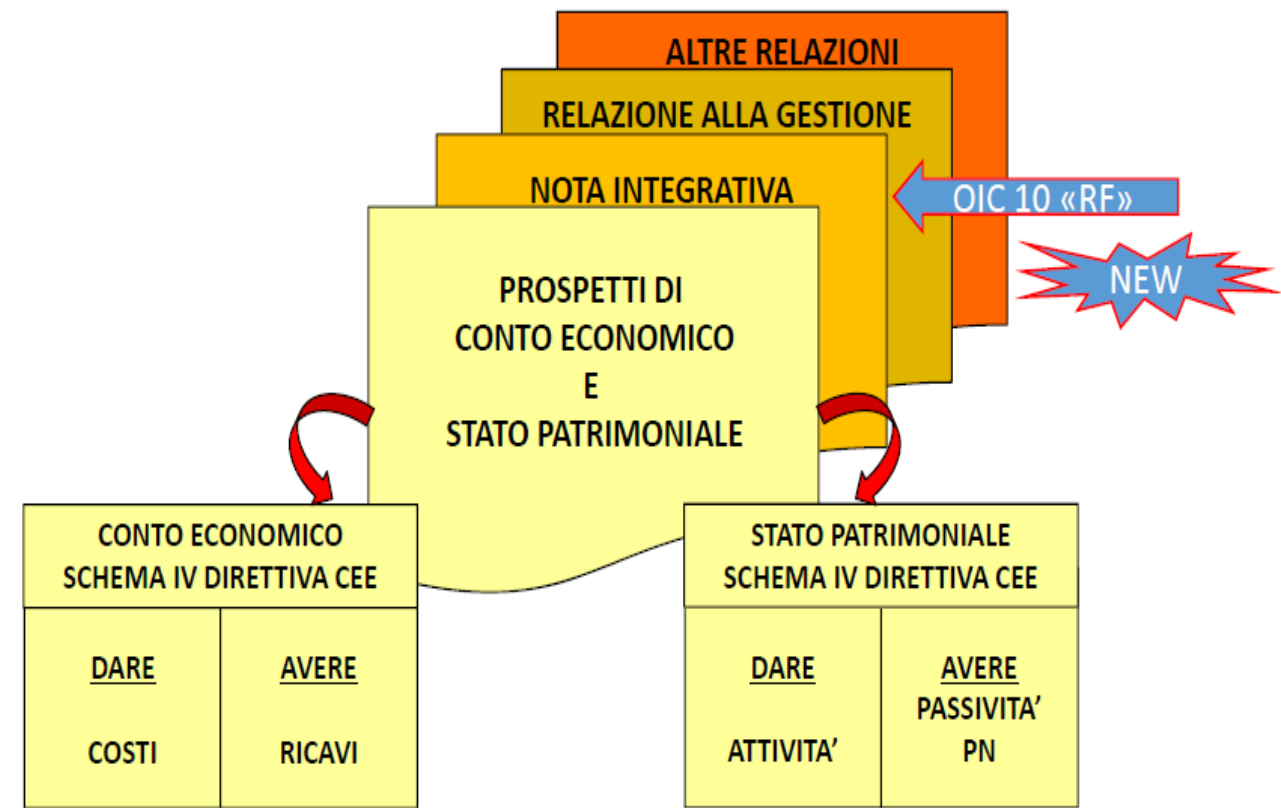 ALTRE RELAZIONI
RELAZIONE ALLA GESTIONE
NOTA INTEGRATIVA
OIC 10 «RF»
NEW
PROSPETTI DI
CONTO ECONOMICO
E
STATO PATRIMONIALE
CONTO ECONOMICO
SCHEMA IV DIRETTIVA CEE
DARE
COSTI
AVERE
RICAVI
STATO PATRIMONIALE
SCHEMA IV DIRETTIVA CEE
DARE
ATTIVITA’
AVERE
PASSIVITA’
PN